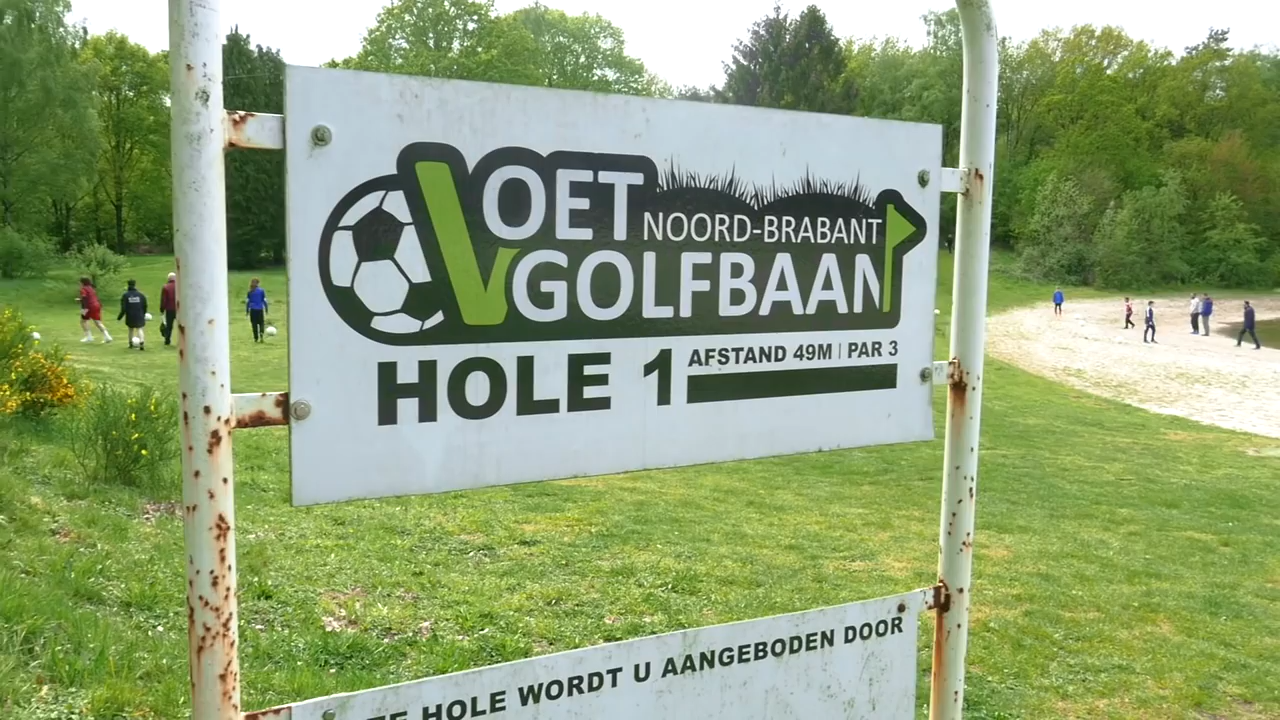 VOET
NOORD-BRABANT
GOLFBAAN
HOLE 1
AFSTAND 49M | PAR 3
HOLE WORDT U AANGEBODEN DOOR